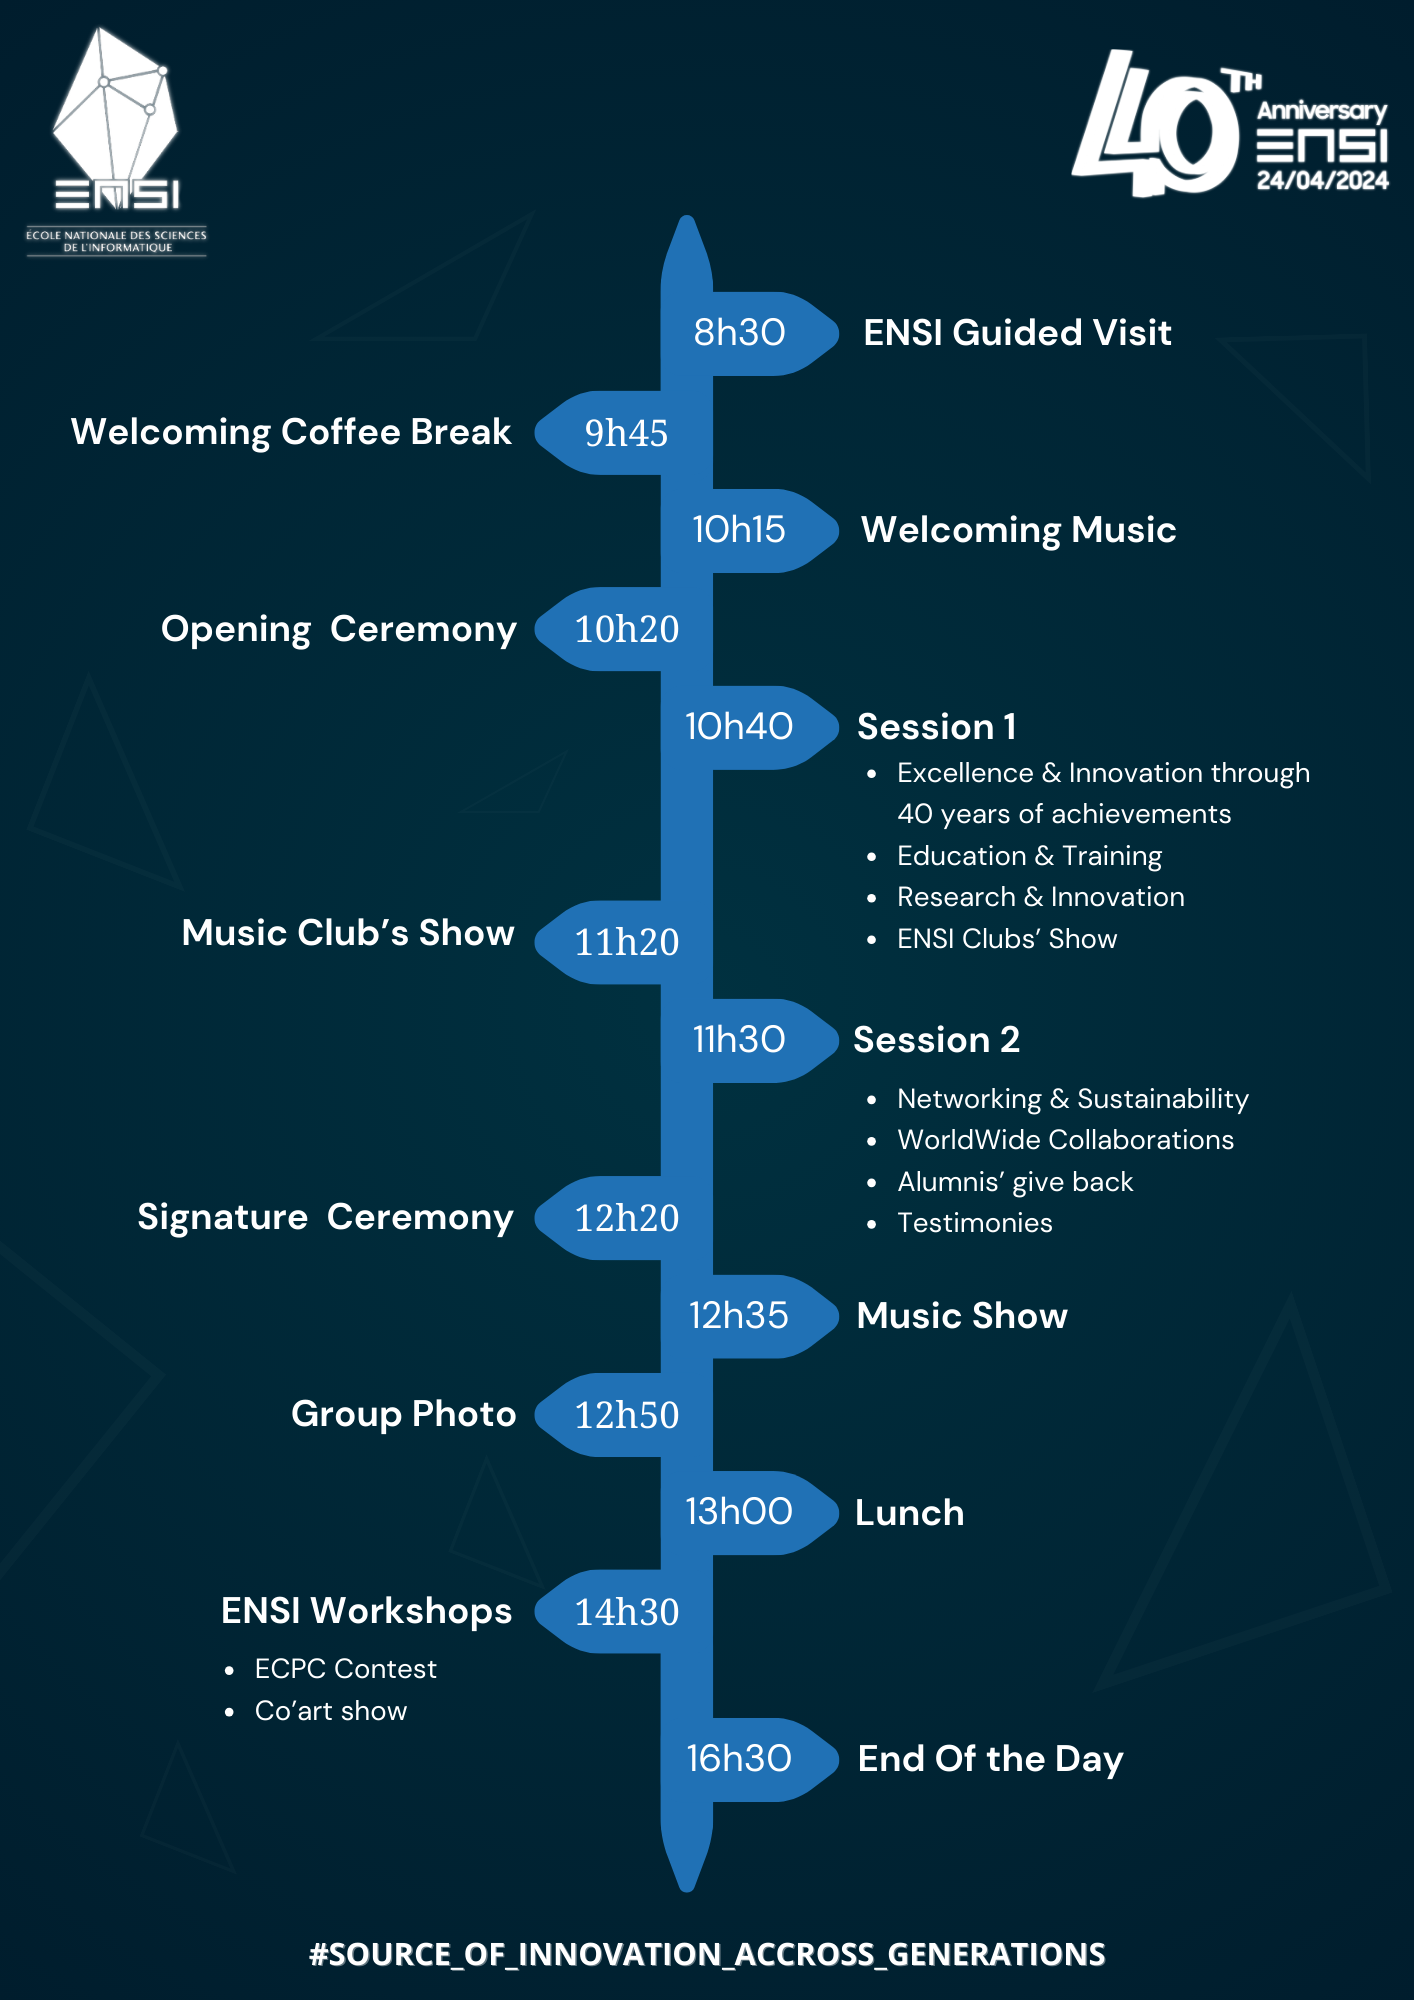 ENSI
ÉCOLE NATIONALE DES SCIENCES
DE L'INFORMATIQUE
40TH
Anniversary
ENSI
24/04/2024
8h30
ENSI Guided Visit
Welcoming Coffee Break
9h45
10h15
Welcoming Music
Opening  Ceremony
10h20
10h40
Session 1
• Excellence & Innovation through
40 years of achievements
• Education & Training
• Research & Innovation
• ENSI Clubs’ Show
Music Club’s Show
11h20
11h30
Session 2
• Networking & Sustainability
• WorldWide Collaborations
• Alumnis’ give back
• Testimonies
Signature  Ceremony
12h20
12h35
Music Show
Group Photo
12h50
13h00
Lunch
ENSI Workshops
14h30
• ECPC Contest
• Co’art show
16h30
End Of the Day
#SOURCE_OF_INNOVATION_ACCROSS_GENERATIONS